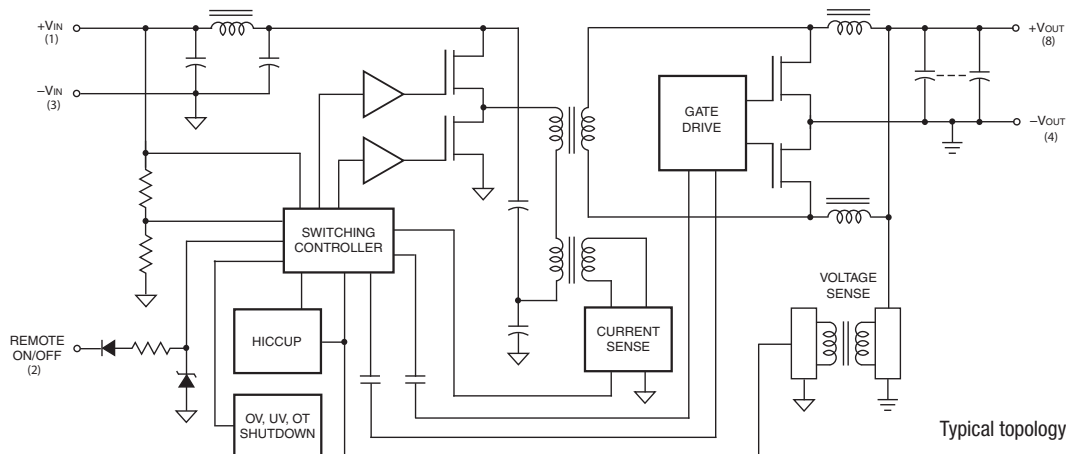 +VIN
(1)
−VIN
(3)
+VOUT
(8)
−VOUT
(4)
GATE
DRIVE
SWITCHING
CONTROLLER
VOLTAGE
SENSE
REMOTE
ON/OFF
(2)
HICCUP
CURRENT
SENSE
OV, UV, OT
SHUTDOWN
Typical topology